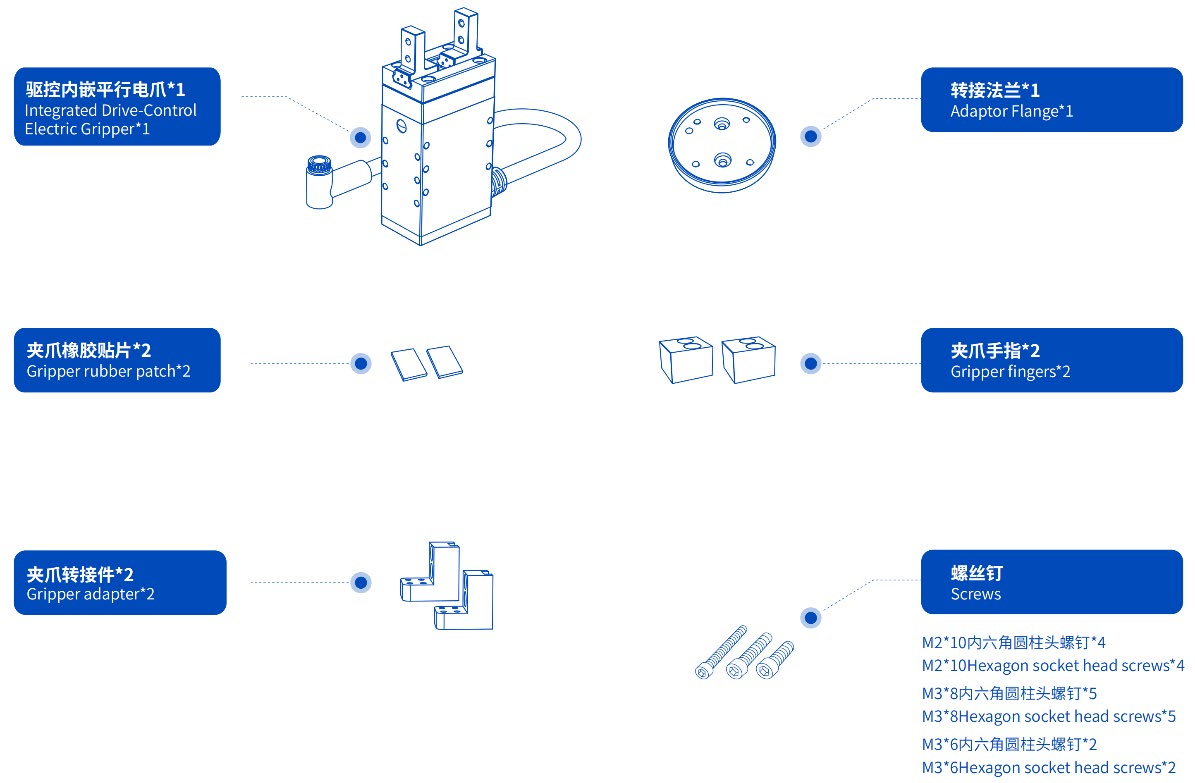 驱控内嵌平行电爪*1
Integrated Drive-Control
Electric Gripper*1
转接法兰*1
Adaptor Flange*1
夹爪橡胶贴片*2
Gripper rubber patch*2
夹爪手指*2
Gripper fingers*2
夹爪转接件*2
Gripper adapter*2
螺丝钉
Screws
M2*10内六角圆柱头螺钉*4
M2*10Hexagon socket head screws*4
M3*8内六角圆柱头螺钉*5
M3*8Hexagon socket head screws*5
M3*6内六角圆柱头螺钉*2
M3*6Hexagon socket head screws*2